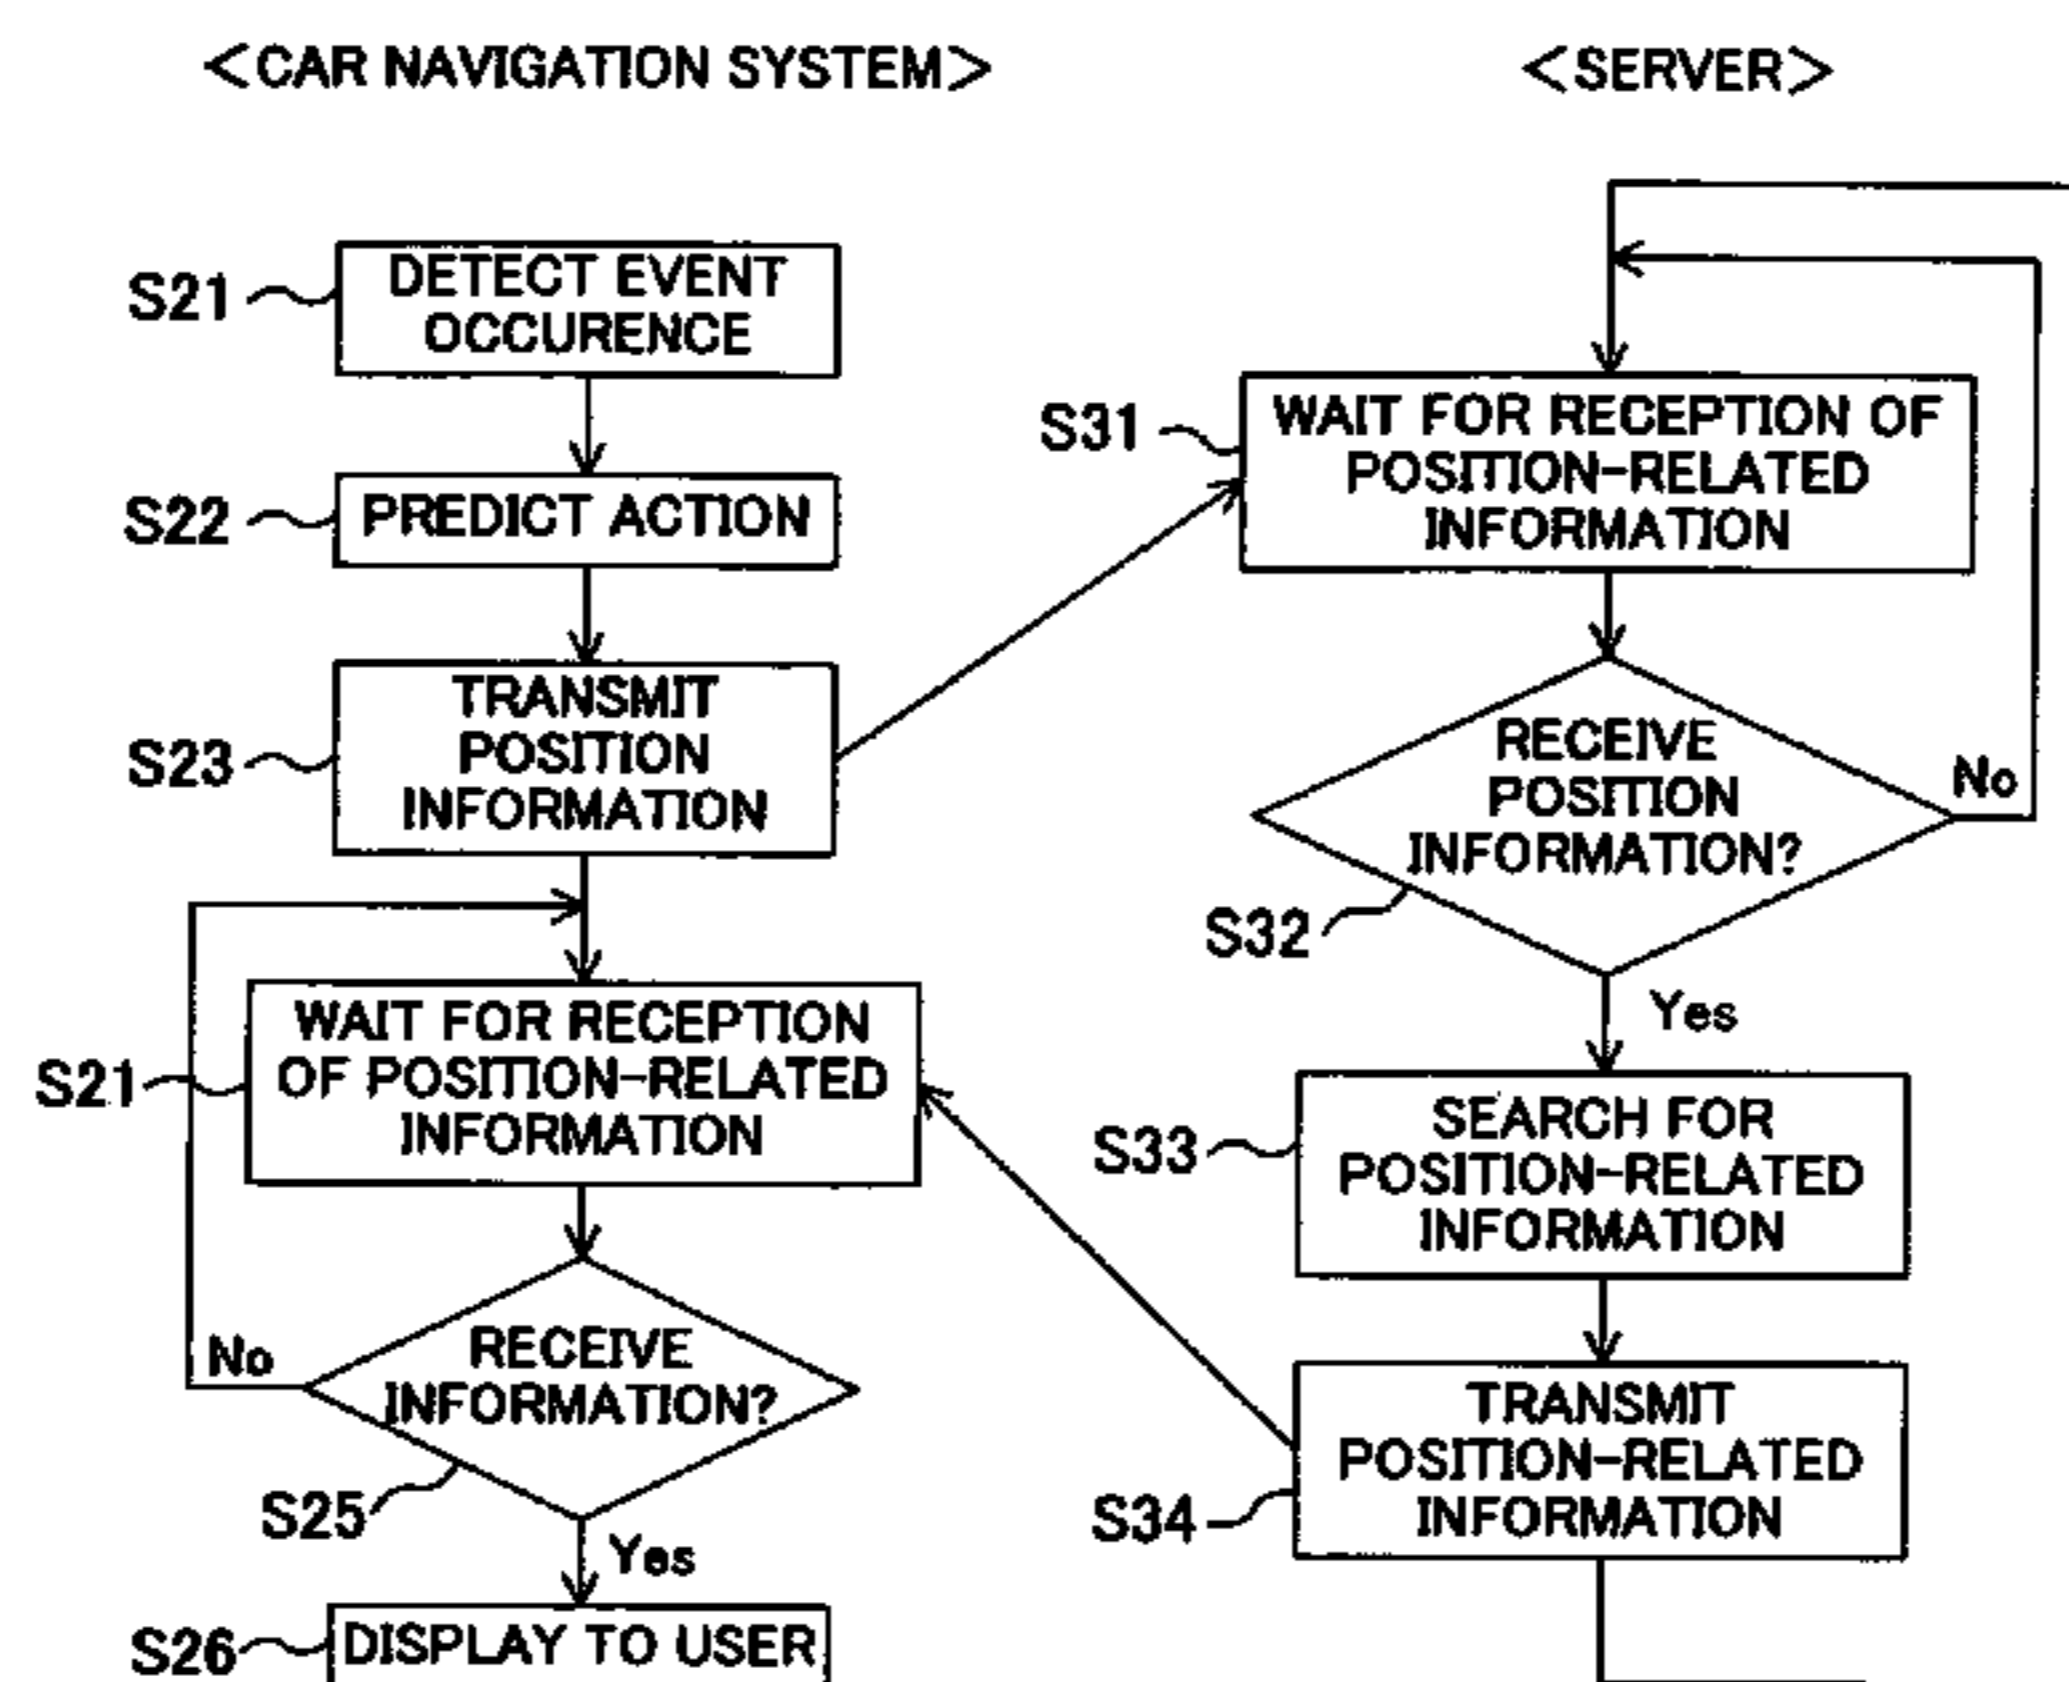 <CAR NAVIGATION SYSTEM>
S21
DETECT EVENT
OCCURENCE
S22
PREDICT ACTION
S23
TRANSMIT
POSITION
INFORMATION
S21
WAIT FOR RECEPTION
OF POSITION-RELATED
INFORMATION
No
RECEIVE
INFORMATION?
S25
Yes
S26
DISPLAY TO USER
<SERVER>
S31
WAIT FOR RECEPTION OF
POSITION-RELATED
INFORMATION
RECEIVE
POSITION
INFORMATION?
No
S32
Yes
S33
SEARCH FOR
POSITION-RELATED
INFORMATION
S34
TRANSMIT
POSITION-RELATED
INFORMATION